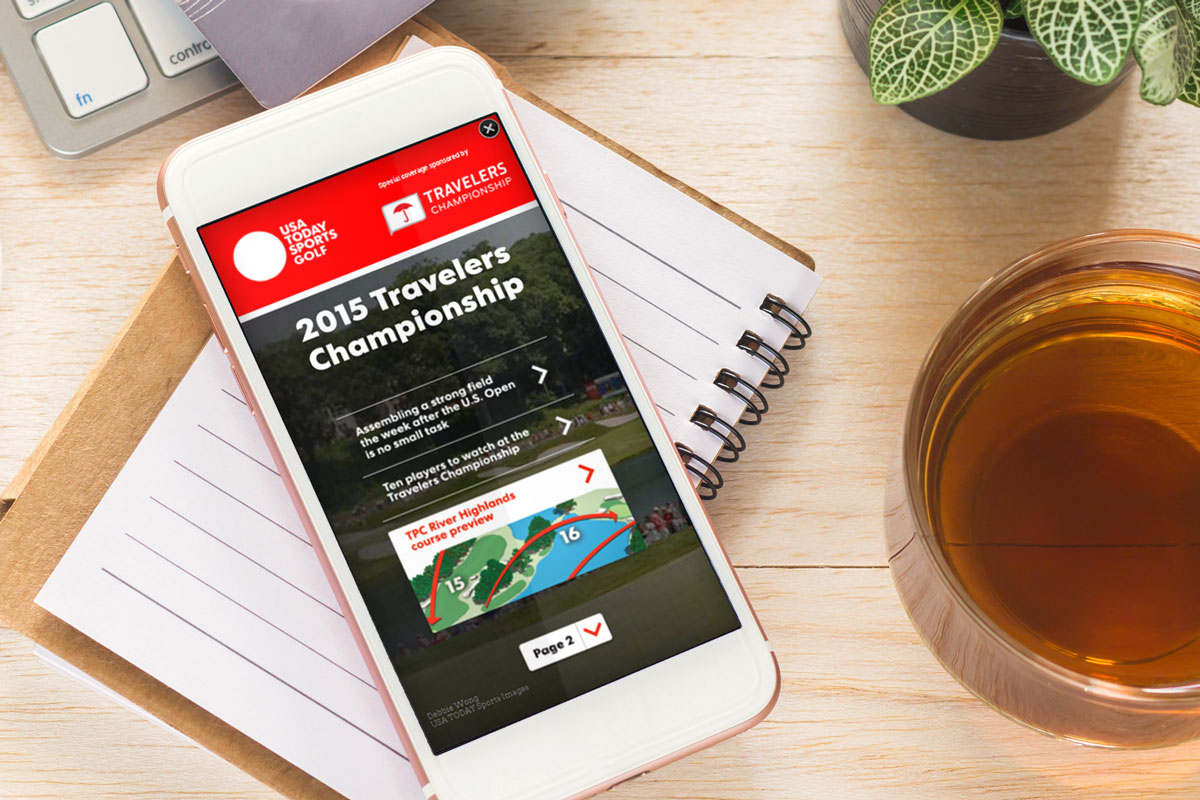 fn
contro
Special coverage sponsored by
TRAVELERS
CHAMPIONSHIP
USA
TODAY
SPORTS
GOLF
2015 Travelers
Championship
Assembling a strong field
the week after the U.S. Open
is no small task
Ten players to watch at the
Travelers Championship
TPC River Highlands
course preview
15
16
Page 2
Debbie Wong
USA TODAY Sports Images